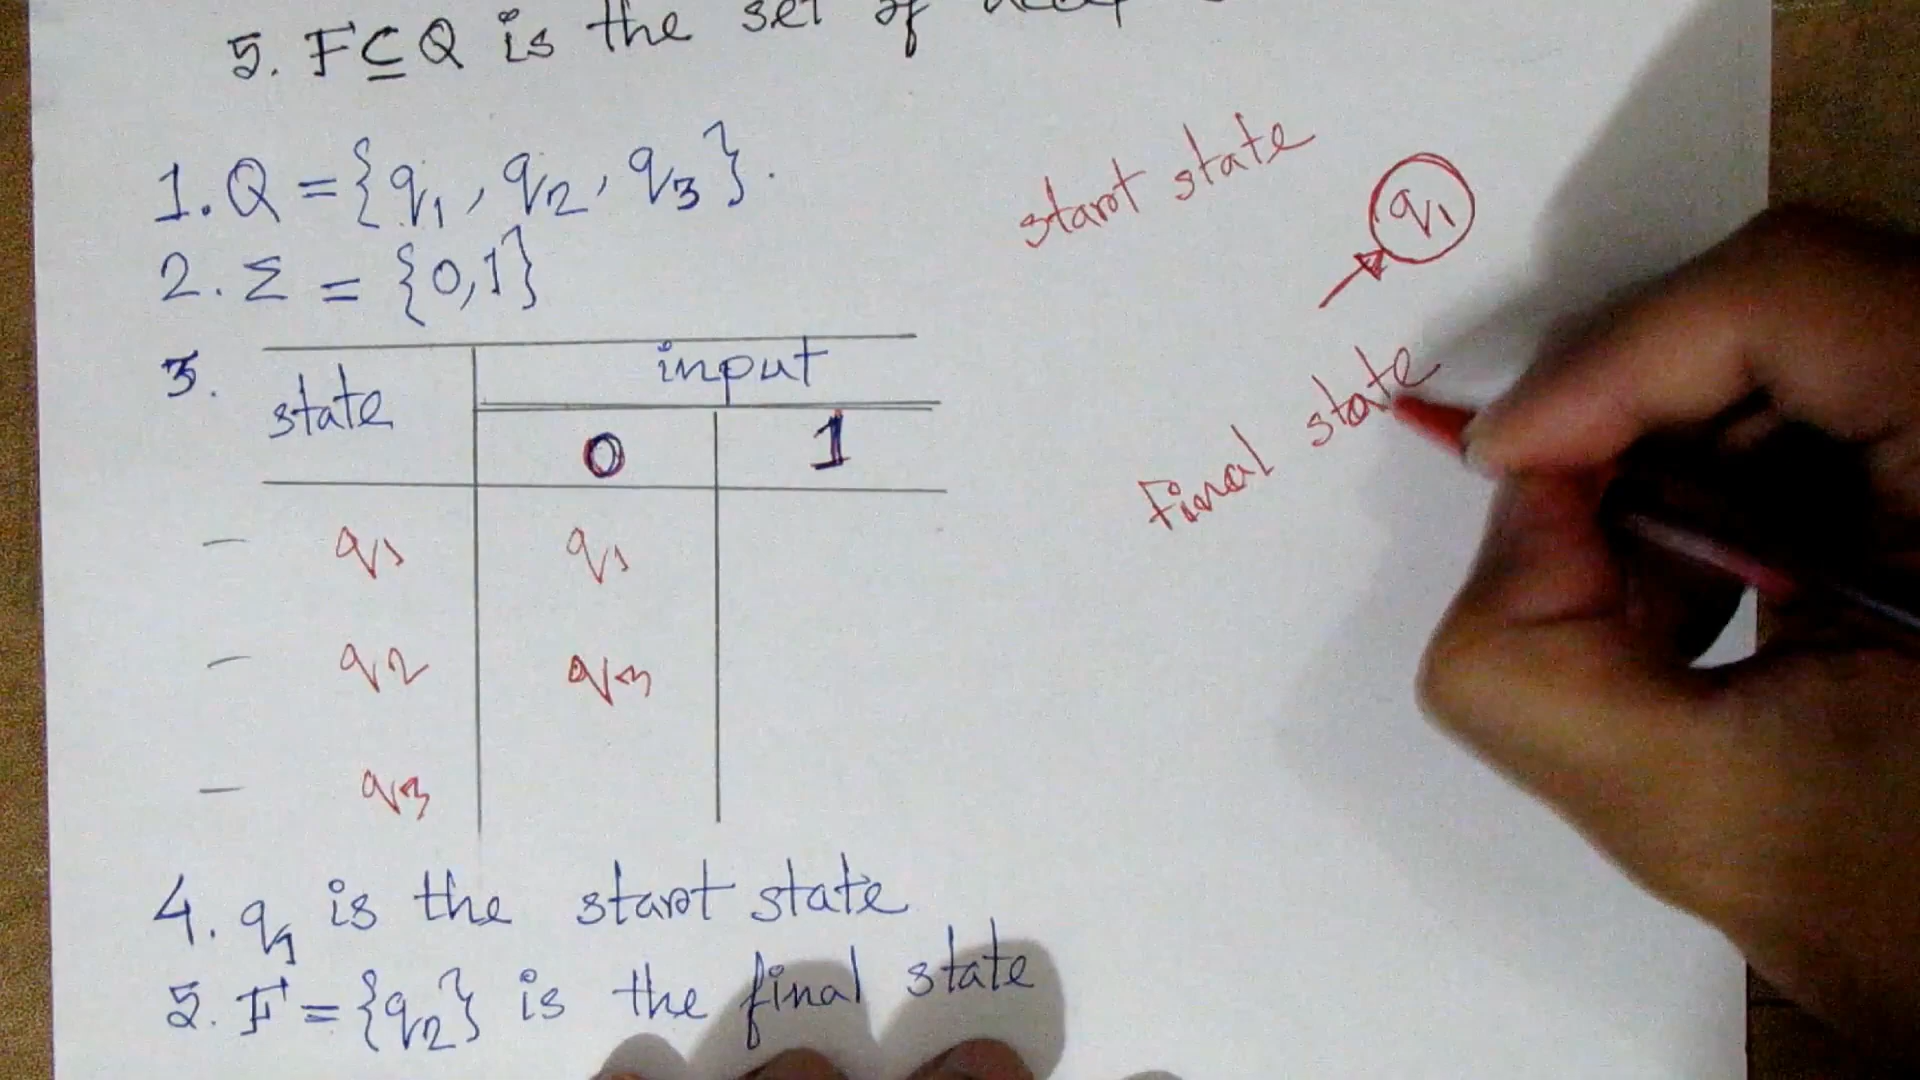 5. F⊆Q is the set of
1. Q = {q1, q2, q3}.
2. Σ = {0,1}
3.
state input
0 1
q1 q1
q2 q3
q3
4. q1 is the start state
5. F = {q2} is the final state
start state
q1
Final state